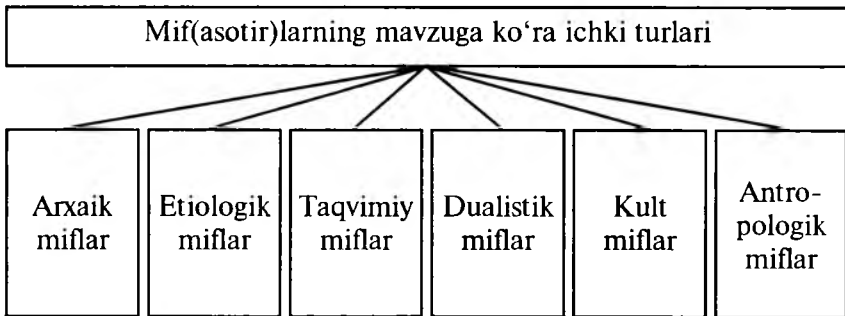 Mif(asotir)larning mavzuga ko‘ra ichki turlari
Arxaik
miflar
Etiologik
miflar
Taqvimiy
miflar
Dualistik
miflar
Kult
miflar
Antro-
pologik
miflar